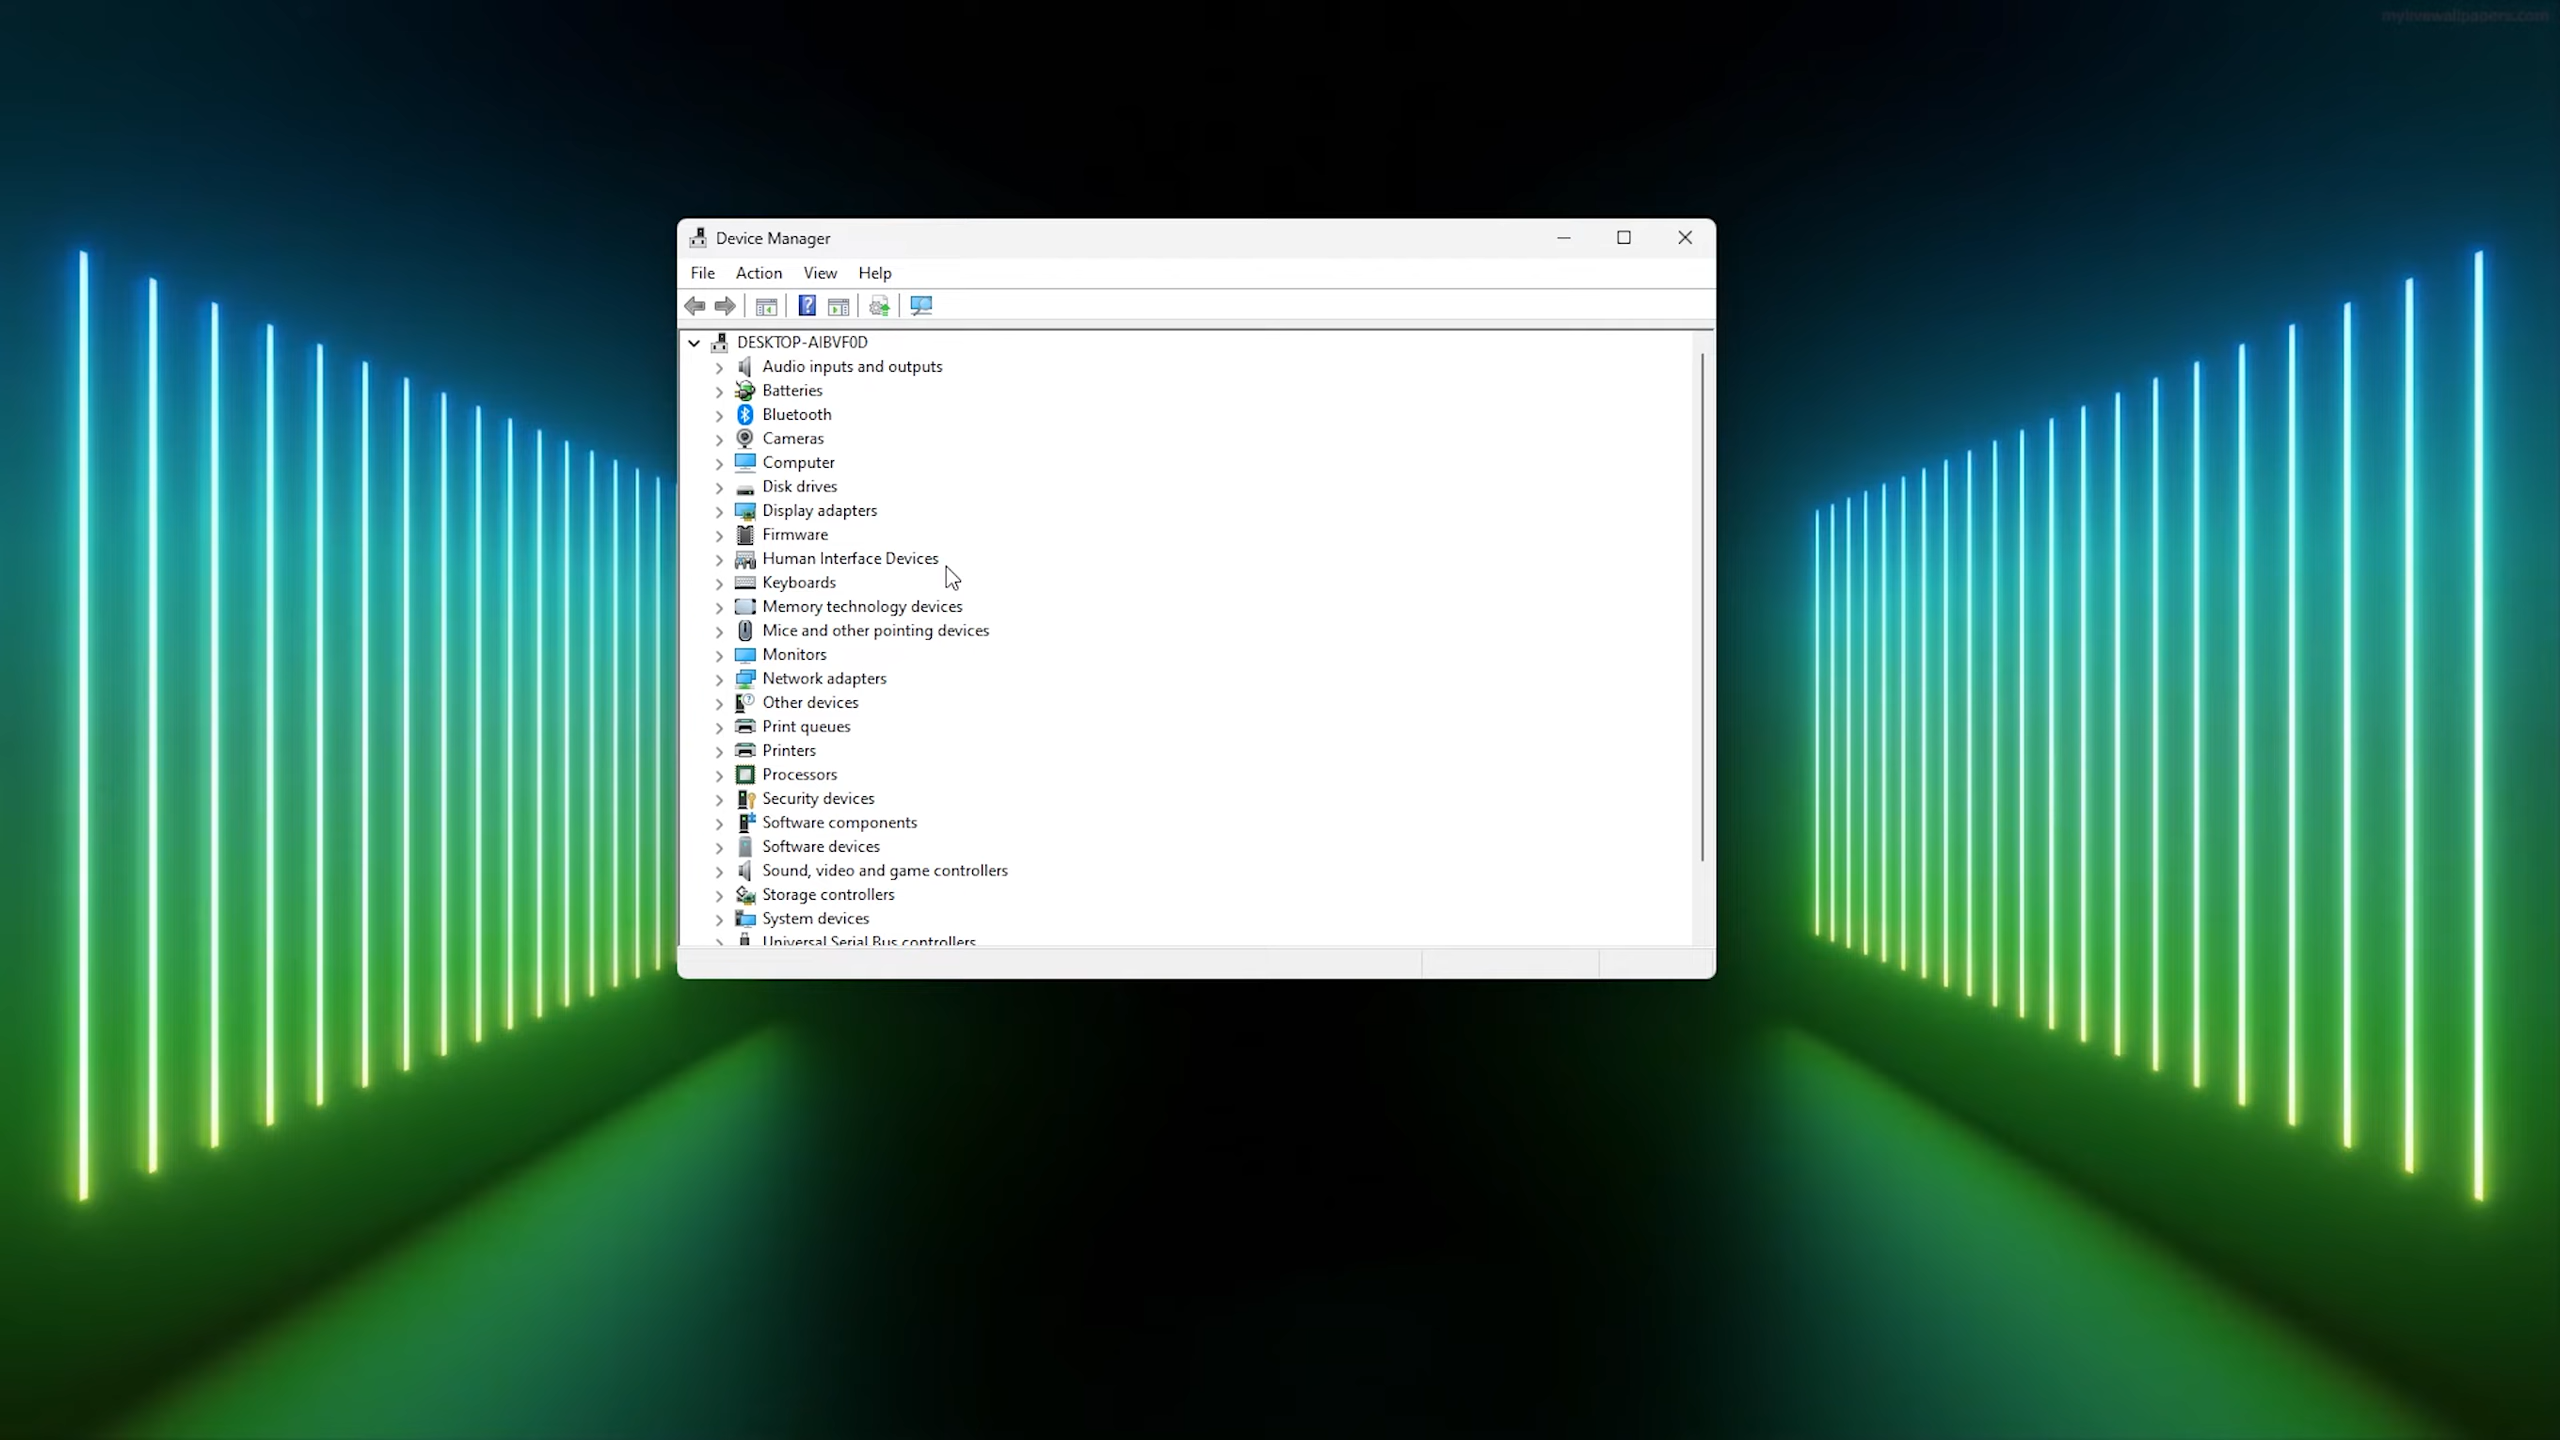 mylivewallpapers.com
Device Manager
File Action View Help
DESKTOP-AIBVF0D
Audio inputs and outputs
Batteries
Bluetooth
Cameras
Computer
Disk drives
Display adapters
Firmware
Human Interface Devices
Keyboards
Memory technology devices
Mice and other pointing devices
Monitors
Network adapters
Other devices
Print queues
Printers
Processors
Security devices
Software components
Software devices
Sound, video and game controllers
Storage controllers
System devices
Universal Serial Bus controllers